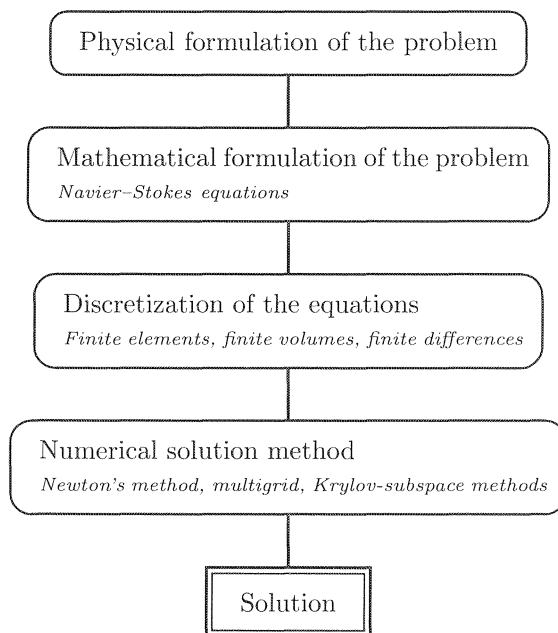 Physical formulation of the problem
Mathematical formulation of the problem
Navier–Stokes equations
Discretization of the equations
Finite elements, finite volumes, finite differences
Numerical solution method
Newton's method, multigrid, Krylov-subspace methods
Solution